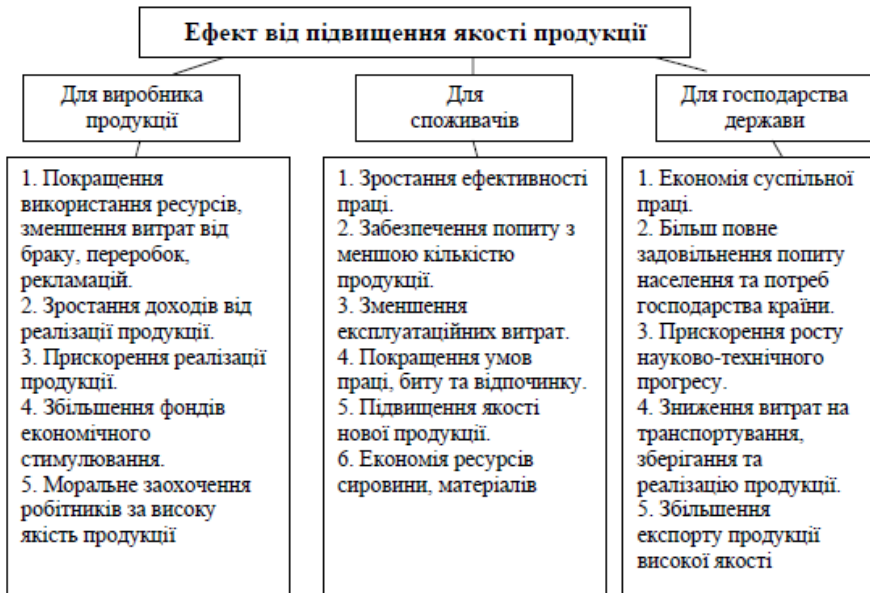 Ефект від підвищення якості продукції
Для виробника
продукції
Для
споживачів
Для господарства
держави
1. Покращення
використання ресурсів,
зменшення витрат від
браку, переробок,
рекламацій.
2. Зростання доходів від
реалізації продукції.
3. Прискорення реалізації
продукції.
4. Збільшення фондів
економічного
стимулювання.
5. Моральне заохочення
робітників за високу
якість продукції
1. Зростання ефективності
праці.
2. Забезпечення попиту з
меншою кількістю
продукції.
3. Зменшення
експлуатаційних витрат.
4. Покращення умов
праці, биту та відпочинку.
5. Підвищення якості
нової продукції.
6. Економія ресурсів
сировини, матеріалів
1. Економія суспільної
праці.
2. Більш повне
задовільнення попиту
населення та потреб
господарства країни.
3. Прискорення росту
науково-технічного
прогресу.
4. Зниження витрат на
транспортування,
зберігання та
реалізацію продукції.
5. Збільшення
експорту продукції
високої якості